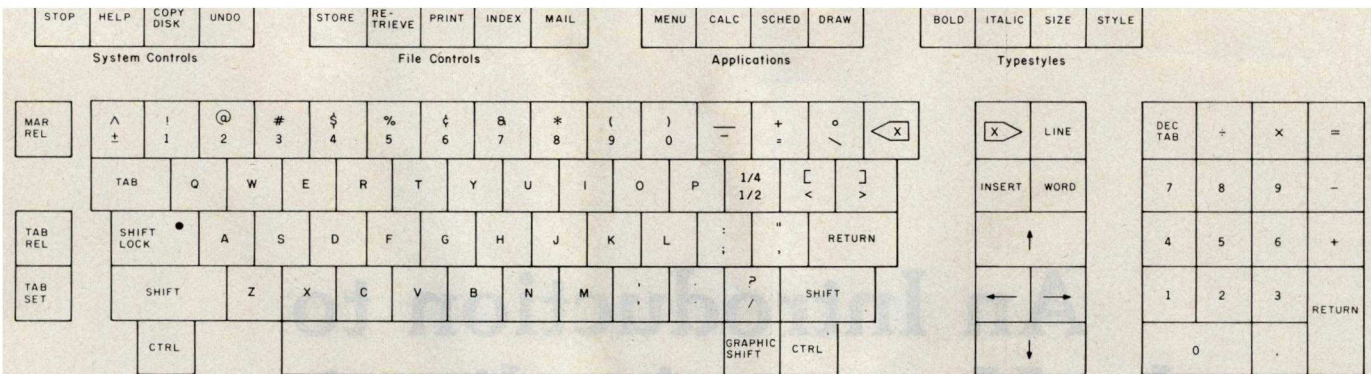 STOP HELP COPY DISK UNDO STORE RE-TRIEVE PRINT INDEX MAIL MENU CALC SCHED DRAW BOLD ITALIC SIZE STYLE
System Controls File Controls Applications Typestyles
MAR REL ^ ± ! 1 @ 2 # 3 $ 4 % 5 ¢ 6 & 7 * 8 ( 9 ) 0 — - + = ° \ X X LINE DEC TAB ÷ × =
TAB Q W E R T Y U I O P 1/4 1/2 [ < ] > INSERT WORD 7 8 9 -
TAB REL SHIFT LOCK A S D F G H J K L : ; " ' RETURN ↑ 4 5 6 +
TAB SET SHIFT Z X C V B N M , . ? / SHIFT ← → 1 2 3 RETURN
CTRL GRAPHIC SHIFT CTRL ↓ 0 .
An Introduction to